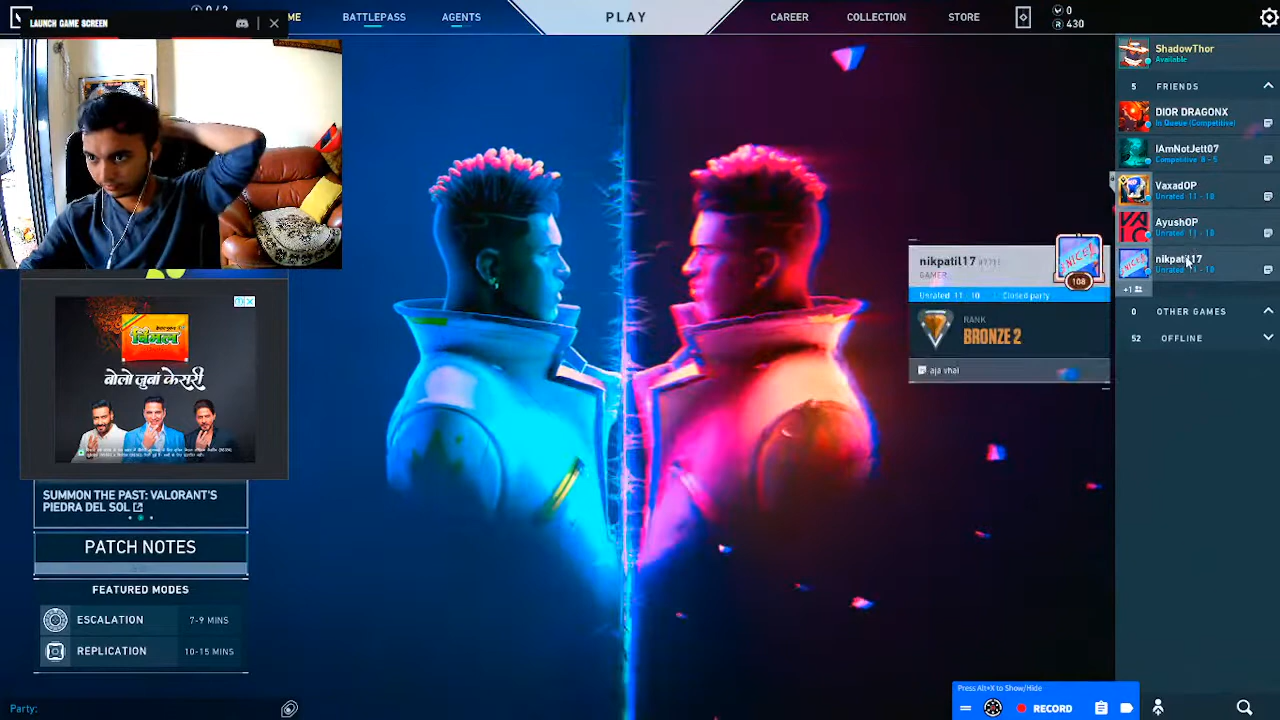 LAUNCH GAME SCREEN
BATTLEPASS
AGENTS
PLAY
CAREER
COLLECTION
STORE
0
430
ShadowThor
Available
5 FRIENDS
DIOR DRAGONX
In Queue (Competitive)
IAmNotJett07
Competitive 8 - 5
VaxadOP
Unrated 11 - 10
AyushOP
Unrated 11 - 10
nikpatil17
Unrated 11 - 10
+1
0 OTHER GAMES
52 OFFLINE
nikpatil17
GAMER
108
Unrated 11 - 10
Closed party
RANK
BRONZE 2
aja vhai
NICE!
विमल
बोलो ज़ुबां केसरी
SUMMON THE PAST: VALORANT'S
PIEDRA DEL SOL
PATCH NOTES
FEATURED MODES
ESCALATION 7-9 MINS
REPLICATION 10-15 MINS
Party:
Press Alt+X to Show/Hide
RECORD